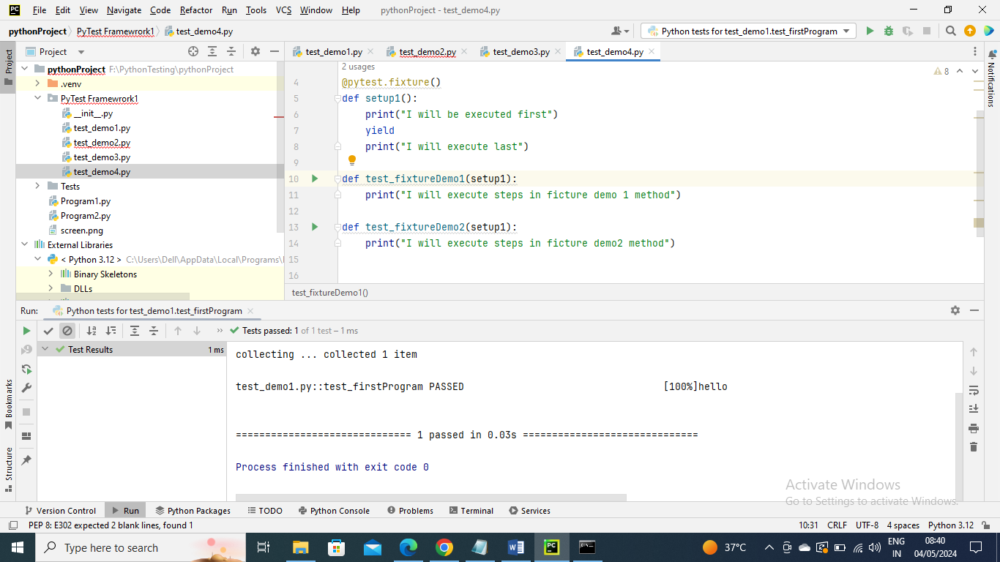 PC File Edit View Navigate Code Refactor Run Tools VCS Window Help pythonProject - test_demo4.py
pythonProject PyTest Framewrork1 test_demo4.py Python tests for test_demo1.test_firstProgram
Project
Project
test_demo1.py test_demo2.py test_demo3.py test_demo4.py
Notifications
pythonProject F:\PythonTesting\pythonProject
.venv
PyTest Framewrork1
__init__.py
test_demo1.py
test_demo2.py
test_demo3.py
test_demo4.py
Tests
Program1.py
Program2.py
screen.png
External Libraries
< Python 3.12 > C:\Users\Dell\AppData\Local\Programs\
Binary Skeletons
DLLs
2 usages
8
4 @pytest.fixture()
5 def setup1():
6 print("I will be executed first")
7 yield
8 print("I will execute last")
9
10 def test_fixtureDemo1(setup1):
11 print("I will execute steps in ficture demo 1 method")
12
13 def test_fixtureDemo2(setup1):
14 print("I will execute steps in ficture demo2 method")
15
16
test_fixtureDemo1()
Run: Python tests for test_demo1.test_firstProgram
Tests passed: 1 of 1 test – 1 ms
Test Results 1 ms
collecting ... collected 1 item
test_demo1.py::test_firstProgram PASSED [100%]hello
============================== 1 passed in 0.03s ==============================
Process finished with exit code 0
Bookmarks
Structure
Activate Windows
Go to Settings to activate Windows.
Version Control Run Python Packages TODO Python Console Problems Terminal Services
PEP 8: E302 expected 2 blank lines, found 1 10:31 CRLF UTF-8 4 spaces Python 3.12
Type here to search
W
PC
37°C
ENG
IN
08:40
04/05/2024